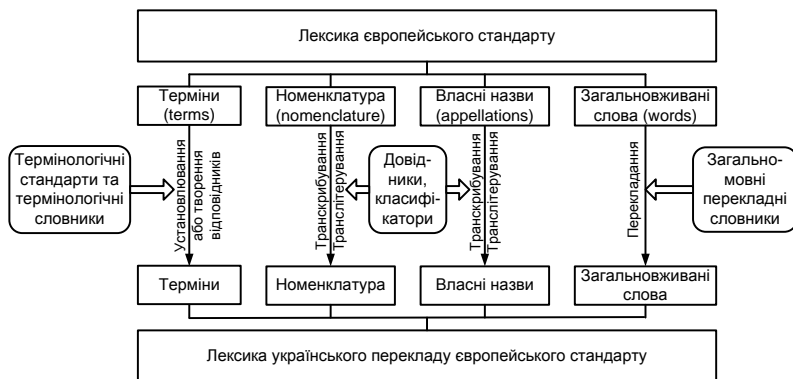 Лексика європейського стандарту
Терміни
(terms)
Номенклатура
(nomenclature)
Власні назви
(appellations)
Загальновживані
слова (words)
Термінологічні
стандарти та
термінологічні
словники
Установлювання
або творення
відповідників
Транскрибування
Транслітерування
Довід-
ники,
класифі-
катори
Транскрибування
Транслітерування
Перекладання
Загально-
мовні
перекладні
словники
Терміни
Номенклатура
Власні назви
Загальновживані
слова
Лексика українського перекладу європейського стандарту